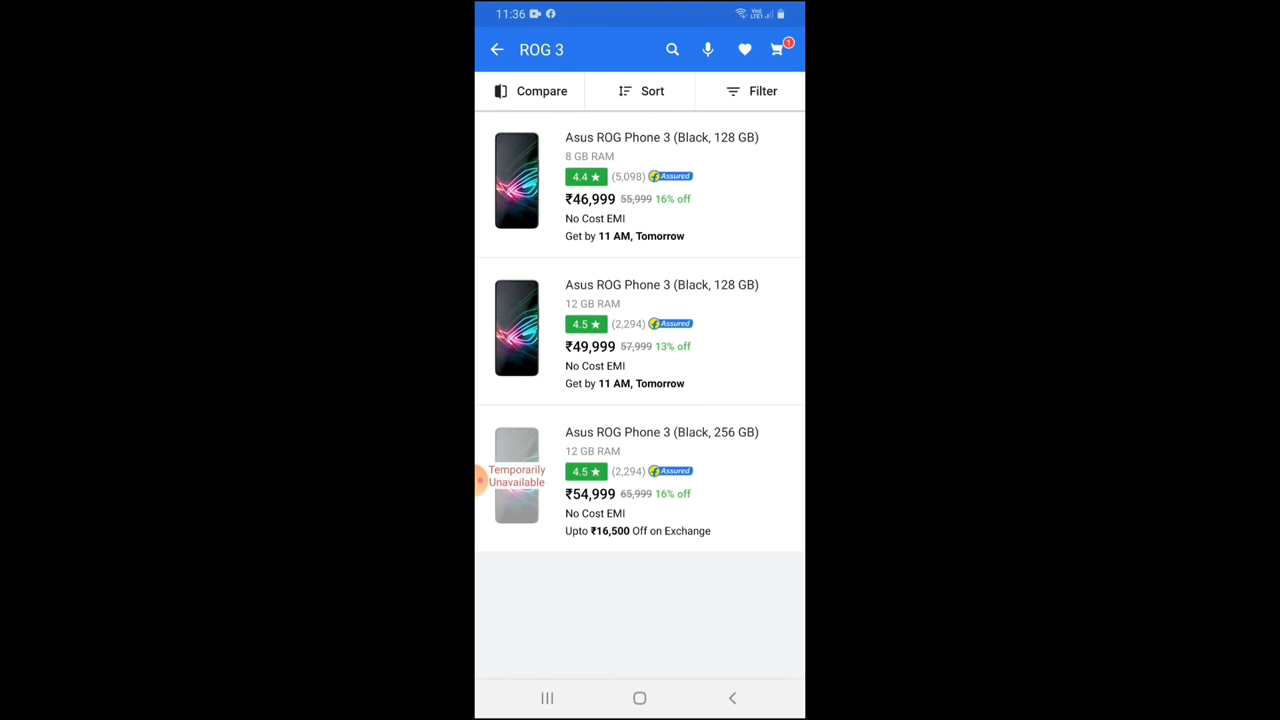 11:36
ROG 3
1
Compare
Sort
Filter
Asus ROG Phone 3 (Black, 128 GB)
8 GB RAM
4.4 ★ (5,098) Assured
₹46,999 55,999 16% off
No Cost EMI
Get by 11 AM, Tomorrow
Asus ROG Phone 3 (Black, 128 GB)
12 GB RAM
4.5 ★ (2,294) Assured
₹49,999 57,999 13% off
No Cost EMI
Get by 11 AM, Tomorrow
Temporarily
Unavailable
Asus ROG Phone 3 (Black, 256 GB)
12 GB RAM
4.5 ★ (2,294) Assured
₹54,999 65,999 16% off
No Cost EMI
Upto ₹16,500 Off on Exchange